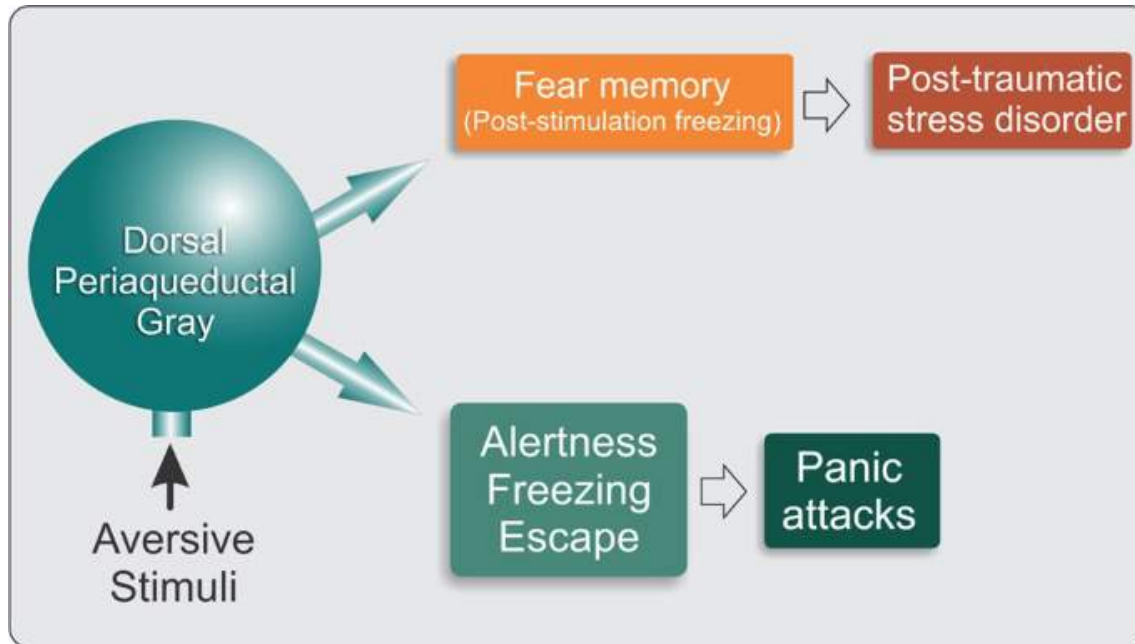 Dorsal
Periaqueductal
Gray
Aversive
Stimuli
Fear memory
(Post-stimulation freezing)
Post-traumatic
stress disorder
Alertness
Freezing
Escape
Panic
attacks